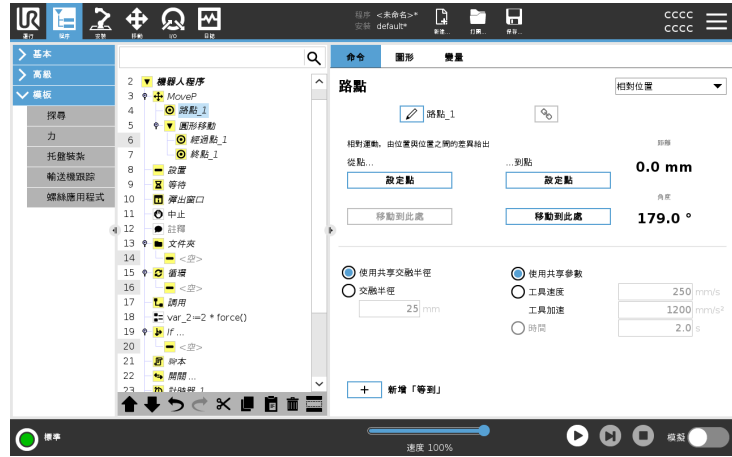 程序 <未命名>*
安裝 default*
cccc
cccc
運行
程序
安裝
移動
I/O
日誌
新建...
打開...
保存...
基本
高級
模板
探尋
力
托盤裝紮
輸送機跟踪
螺絲應用程式
2 機器人程序
3 MoveP
4 路點_1
5 圓形移動
6 經過點_1
7 終點_1
8 設置
9 等待
10 彈出窗口
11 中止
12 註釋
13 文件夾
14 <空>
15 循環
16 <空>
17 調用
18 var_2≔2 * force()
19 If ...
20 <空>
21 腳本
22 開關...
23 計時器_1
命令 圖形 變量
路點
相對位置
路點_1
相對運動，由位置與位置之間的差異給出
從點...
...到點
設定點
設定點
移動到此處
移動到此處
距離
0.0 mm
角度
179.0 °
使用共享交融半徑
交融半徑
25 mm
使用共享參數
工具速度 250 mm/s
工具加速 1200 mm/s²
時間 2.0 s
新增「等到」
標準
速度 100%
模擬